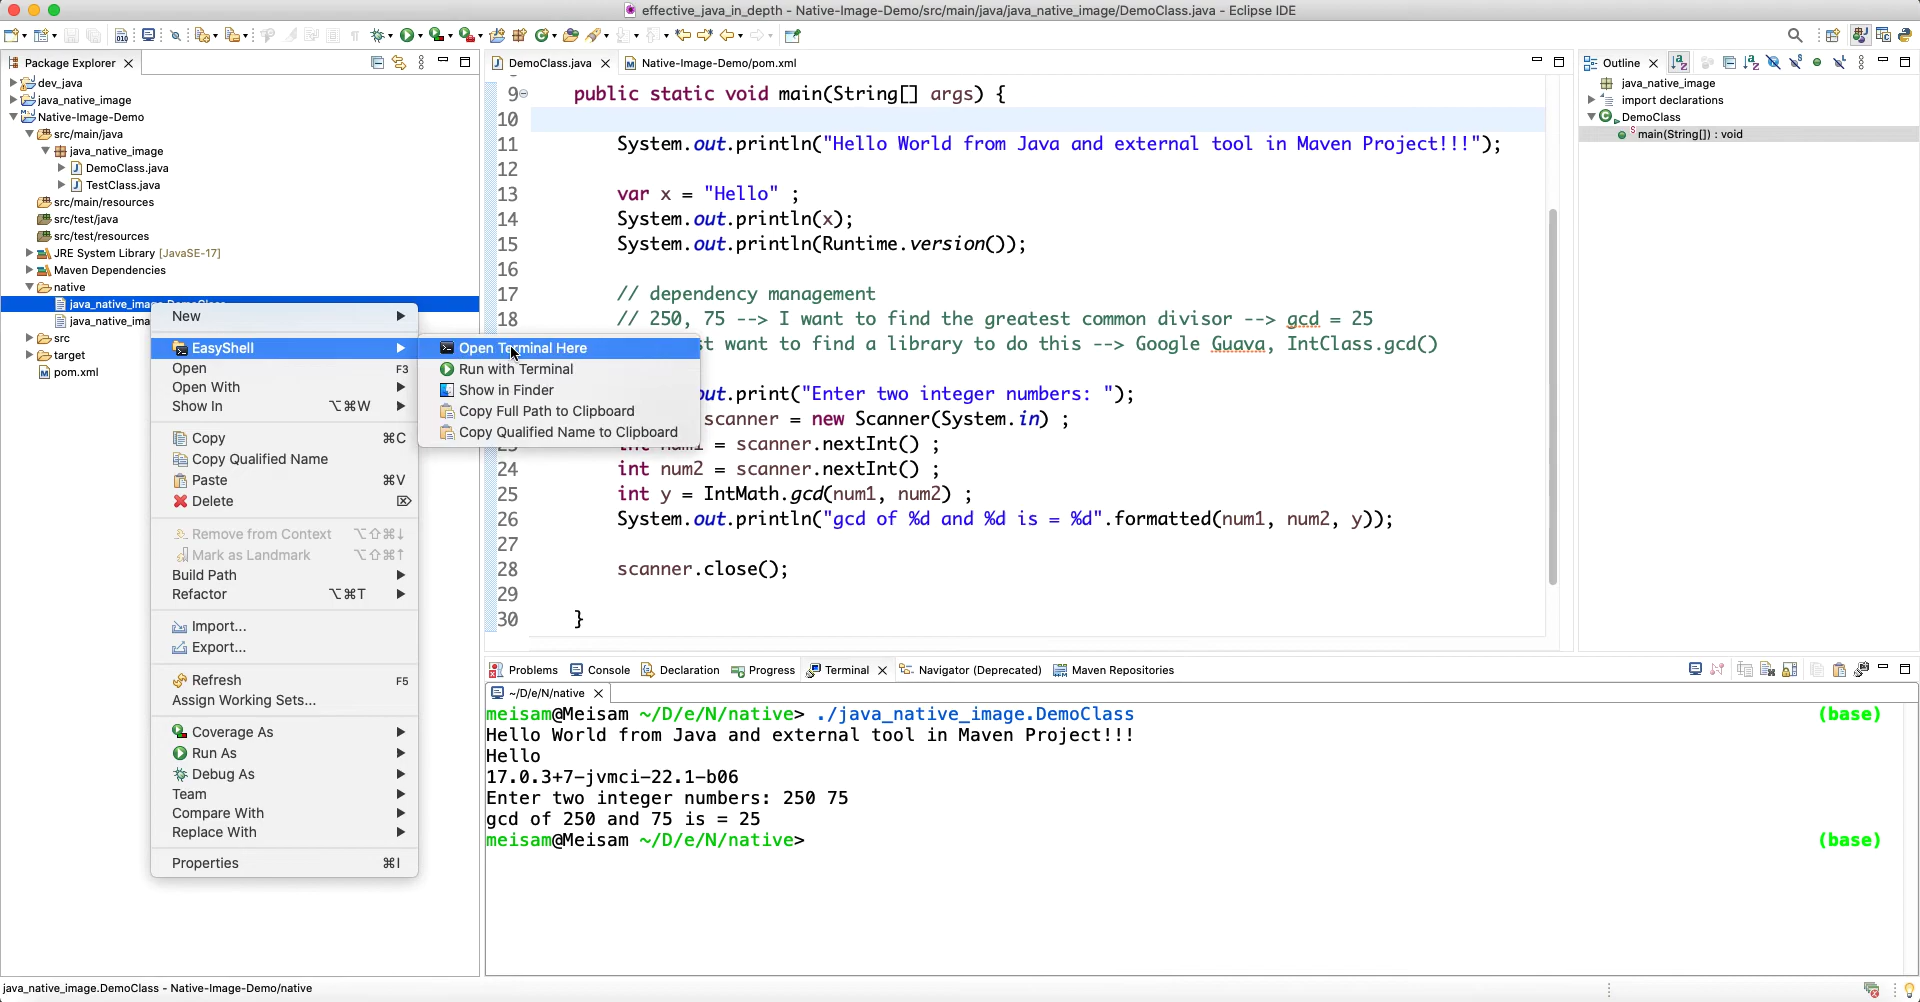 effective_java_in_depth - Native-Image-Demo/src/main/java/java_native_image/DemoClass.java - Eclipse IDE
Package Explorer
dev_java
java_native_image
Native-Image-Demo
src/main/java
java_native_image
DemoClass.java
TestClass.java
src/main/resources
src/test/java
src/test/resources
JRE System Library [JavaSE-17]
Maven Dependencies
native
java_native_image.DemoClass
java_native_ima
src
target
pom.xml
New
EasyShell
Open F3
Open With
Show In ⌥⌘W
Copy ⌘C
Copy Qualified Name
Paste ⌘V
Delete ⌦
Remove from Context ⌥⇧⌘↓
Mark as Landmark ⌥⇧⌘↑
Build Path
Refactor ⌥⌘T
Import...
Export...
Refresh F5
Assign Working Sets...
Coverage As
Run As
Debug As
Team
Compare With
Replace With
Properties ⌘I
Open Terminal Here
Run with Terminal
Show in Finder
Copy Full Path to Clipboard
Copy Qualified Name to Clipboard
DemoClass.java
Native-Image-Demo/pom.xml
9 public static void main(String[] args) {
10
11 System.out.println("Hello World from Java and external tool in Maven Project!!!");
12
13 var x = "Hello" ;
14 System.out.println(x);
15 System.out.println(Runtime.version());
16
17 // dependency management
18 // 250, 75 --> I want to find the greatest common divisor --> gcd = 25
t want to find a library to do this --> Google Guava, IntClass.gcd()
out.print("Enter two integer numbers: ");
scanner = new Scanner(System.in) ;
23 int num1 = scanner.nextInt() ;
24 int num2 = scanner.nextInt() ;
25 int y = IntMath.gcd(num1, num2) ;
26 System.out.println("gcd of %d and %d is = %d".formatted(num1, num2, y));
27
28 scanner.close();
29
30 }
Outline
java_native_image
import declarations
DemoClass
main(String[]) : void
Problems
Console
Declaration
Progress
Terminal
Navigator (Deprecated)
Maven Repositories
~/D/e/N/native
meisam@Meisam ~/D/e/N/native> ./java_native_image.DemoClass (base)
Hello World from Java and external tool in Maven Project!!!
Hello
17.0.3+7-jvmci-22.1-b06
Enter two integer numbers: 250 75
gcd of 250 and 75 is = 25
meisam@Meisam ~/D/e/N/native> (base)
java_native_image.DemoClass - Native-Image-Demo/native